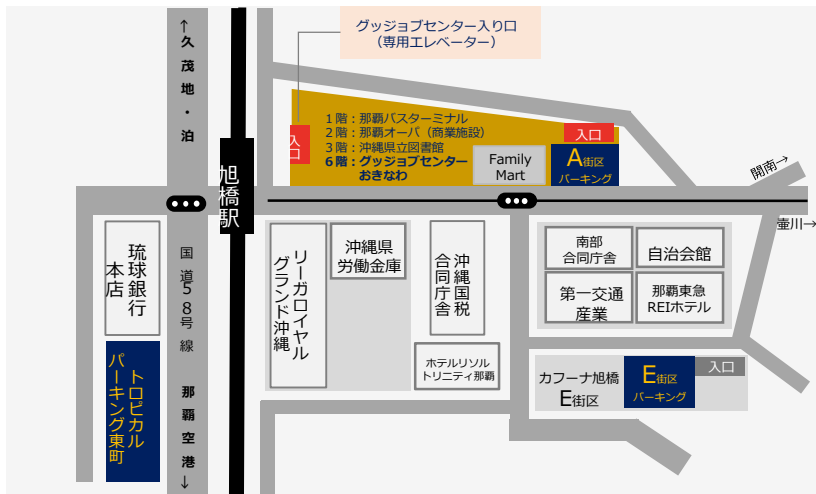 グッジョブセンター入り口
(専用エレベーター)
↑久茂地・泊
入口
1階：那覇バスターミナル
2階：那覇オーパ（商業施設）
3階：沖縄県立図書館
6階：グッジョブセンター
おきなわ
Family
Mart
入口
A街区
パーキング
旭橋駅
開南→
壷川→
琉球銀行
本店
国道58号線
那覇空港↓
トロピカル
パーキング東町
リーガロイヤル
グランド沖縄
沖縄県
労働金庫
沖縄国税
合同庁舎
ホテルリソル
トリニティ那覇
南部
合同庁舎
自治会館
第一交通
産業
那覇東急
REIホテル
カフーナ旭橋
E街区
E街区
パーキング
入口